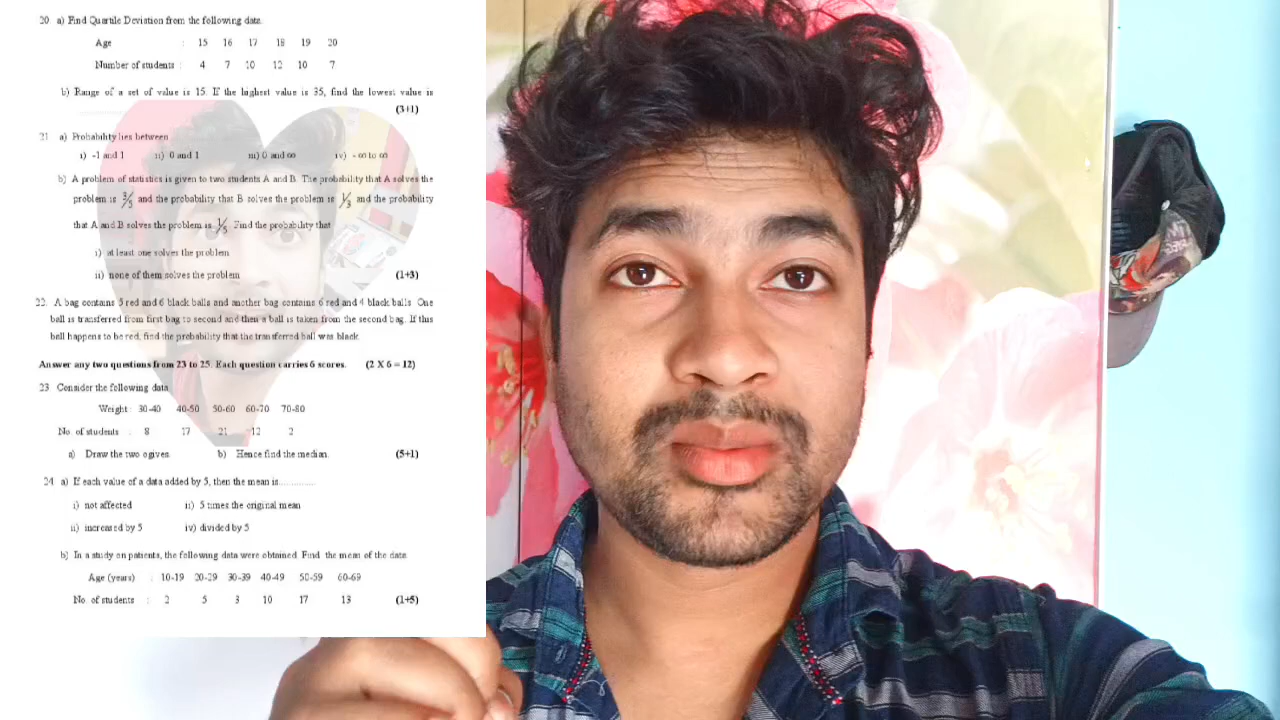 20 a) Find Quartile Deviation from the following data.
Age : 15 16 17 18 19 20
Number of students : 4 7 10 12 10 7
b) Range of a set of value is 15. If the highest value is 35, find the lowest value is
(3+1)
21 a) Probability lies between
i) -1 and 1 ii) 0 and 1 iii) 0 and ∞ iv) -∞ to ∞
b) A problem of statistics is given to two students A and B. The probability that A solves the
problem is and the probability that B solves the problem is 1/3 and the probability
that A and B solves the problem is 1/5 Find the probability that
i) at least one solves the problem
ii) none of them solves the problem (1+3)
22. A bag contains 5 red and 6 black balls and another bag contains 6 red and 4 black balls. One
ball is transferred from first bag to second and then a ball is taken from the second bag. If this
ball happens to be red, find the probability that the transferred ball was black.
Answer any two questions from 23 to 25. Each question carries 6 scores. (2 X 6 = 12)
23 Consider the following data
Weight : 30-40 40-50 50-60 60-70 70-80
No. of students : 8 17 21 12 2
a) Draw the two ogives. b) Hence find the median. (5+1)
24 a) If each value of a data added by 5, then the mean is..............
i) not affected ii) 5 times the original mean
ii) increased by 5 iv) divided by 5
b) In a study on patients, the following data were obtained. Find the mean of the data
Age (years) : 10-19 20-29 30-39 40-49 50-59 60-69
No. of students : 2 5 3 10 17 13 (1+5)